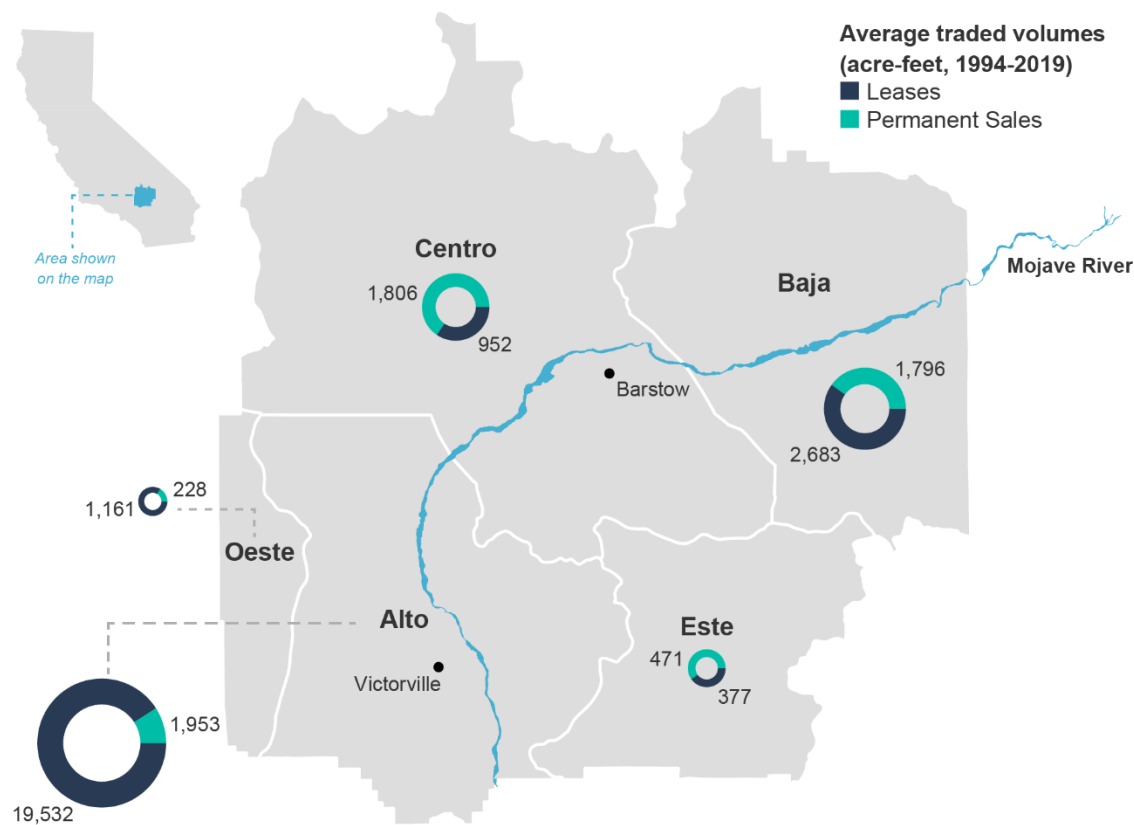 Average traded volumes
(acre-feet, 1994-2019)
Leases
Permanent Sales
Area shown
on the map
Centro
1,806
952
Baja
Mojave River
1,796
2,683
Barstow
228
1,161
Oeste
Alto
Victorville
Este
471
377
1,953
19,532